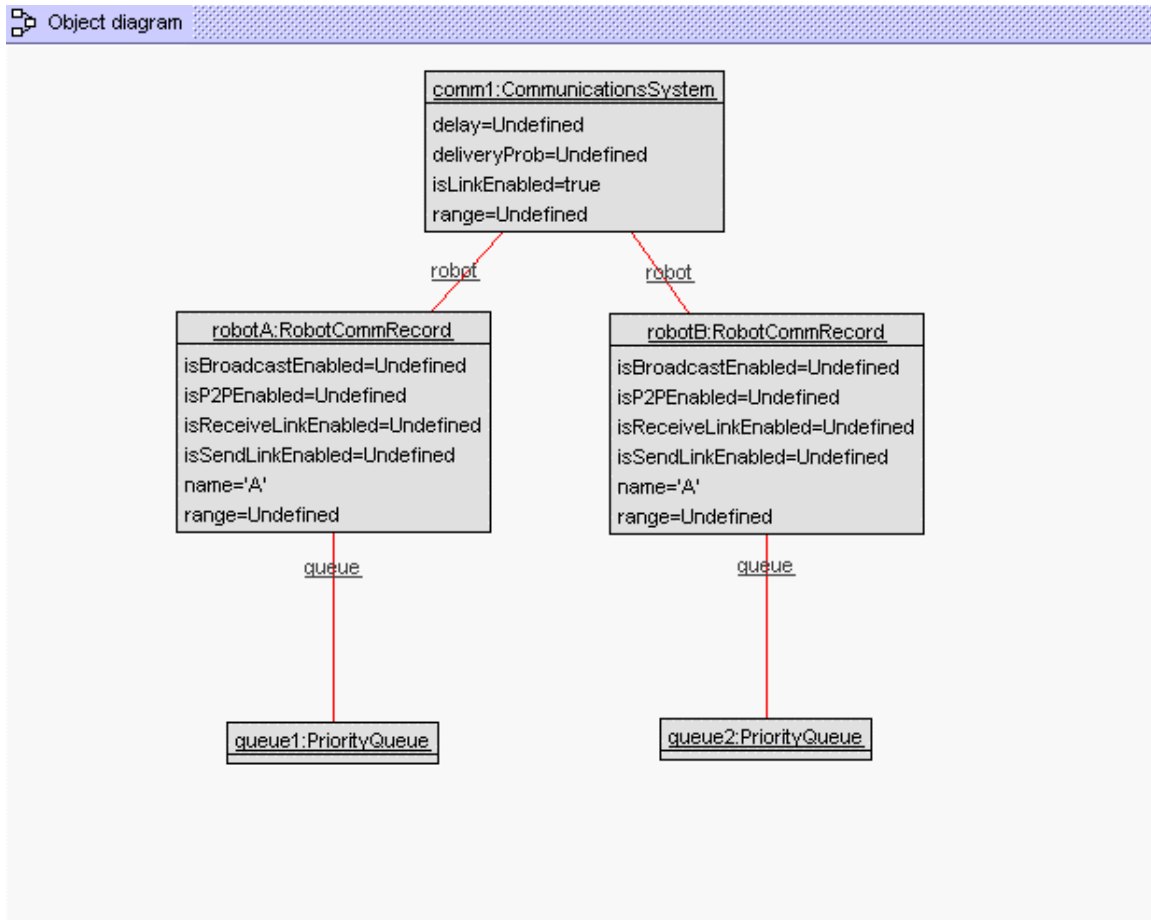 Object diagram
comm1:CommunicationsSystem
delay=Undefined
deliveryProb=Undefined
isLinkEnabled=true
range=Undefined
robot
robot
robotA:RobotCommRecord
isBroadcastEnabled=Undefined
isP2PEnabled=Undefined
isReceiveLinkEnabled=Undefined
isSendLinkEnabled=Undefined
name='A'
range=Undefined
robotB:RobotCommRecord
isBroadcastEnabled=Undefined
isP2PEnabled=Undefined
isReceiveLinkEnabled=Undefined
isSendLinkEnabled=Undefined
name='A'
range=Undefined
queue
queue
queue1:PriorityQueue
queue2:PriorityQueue